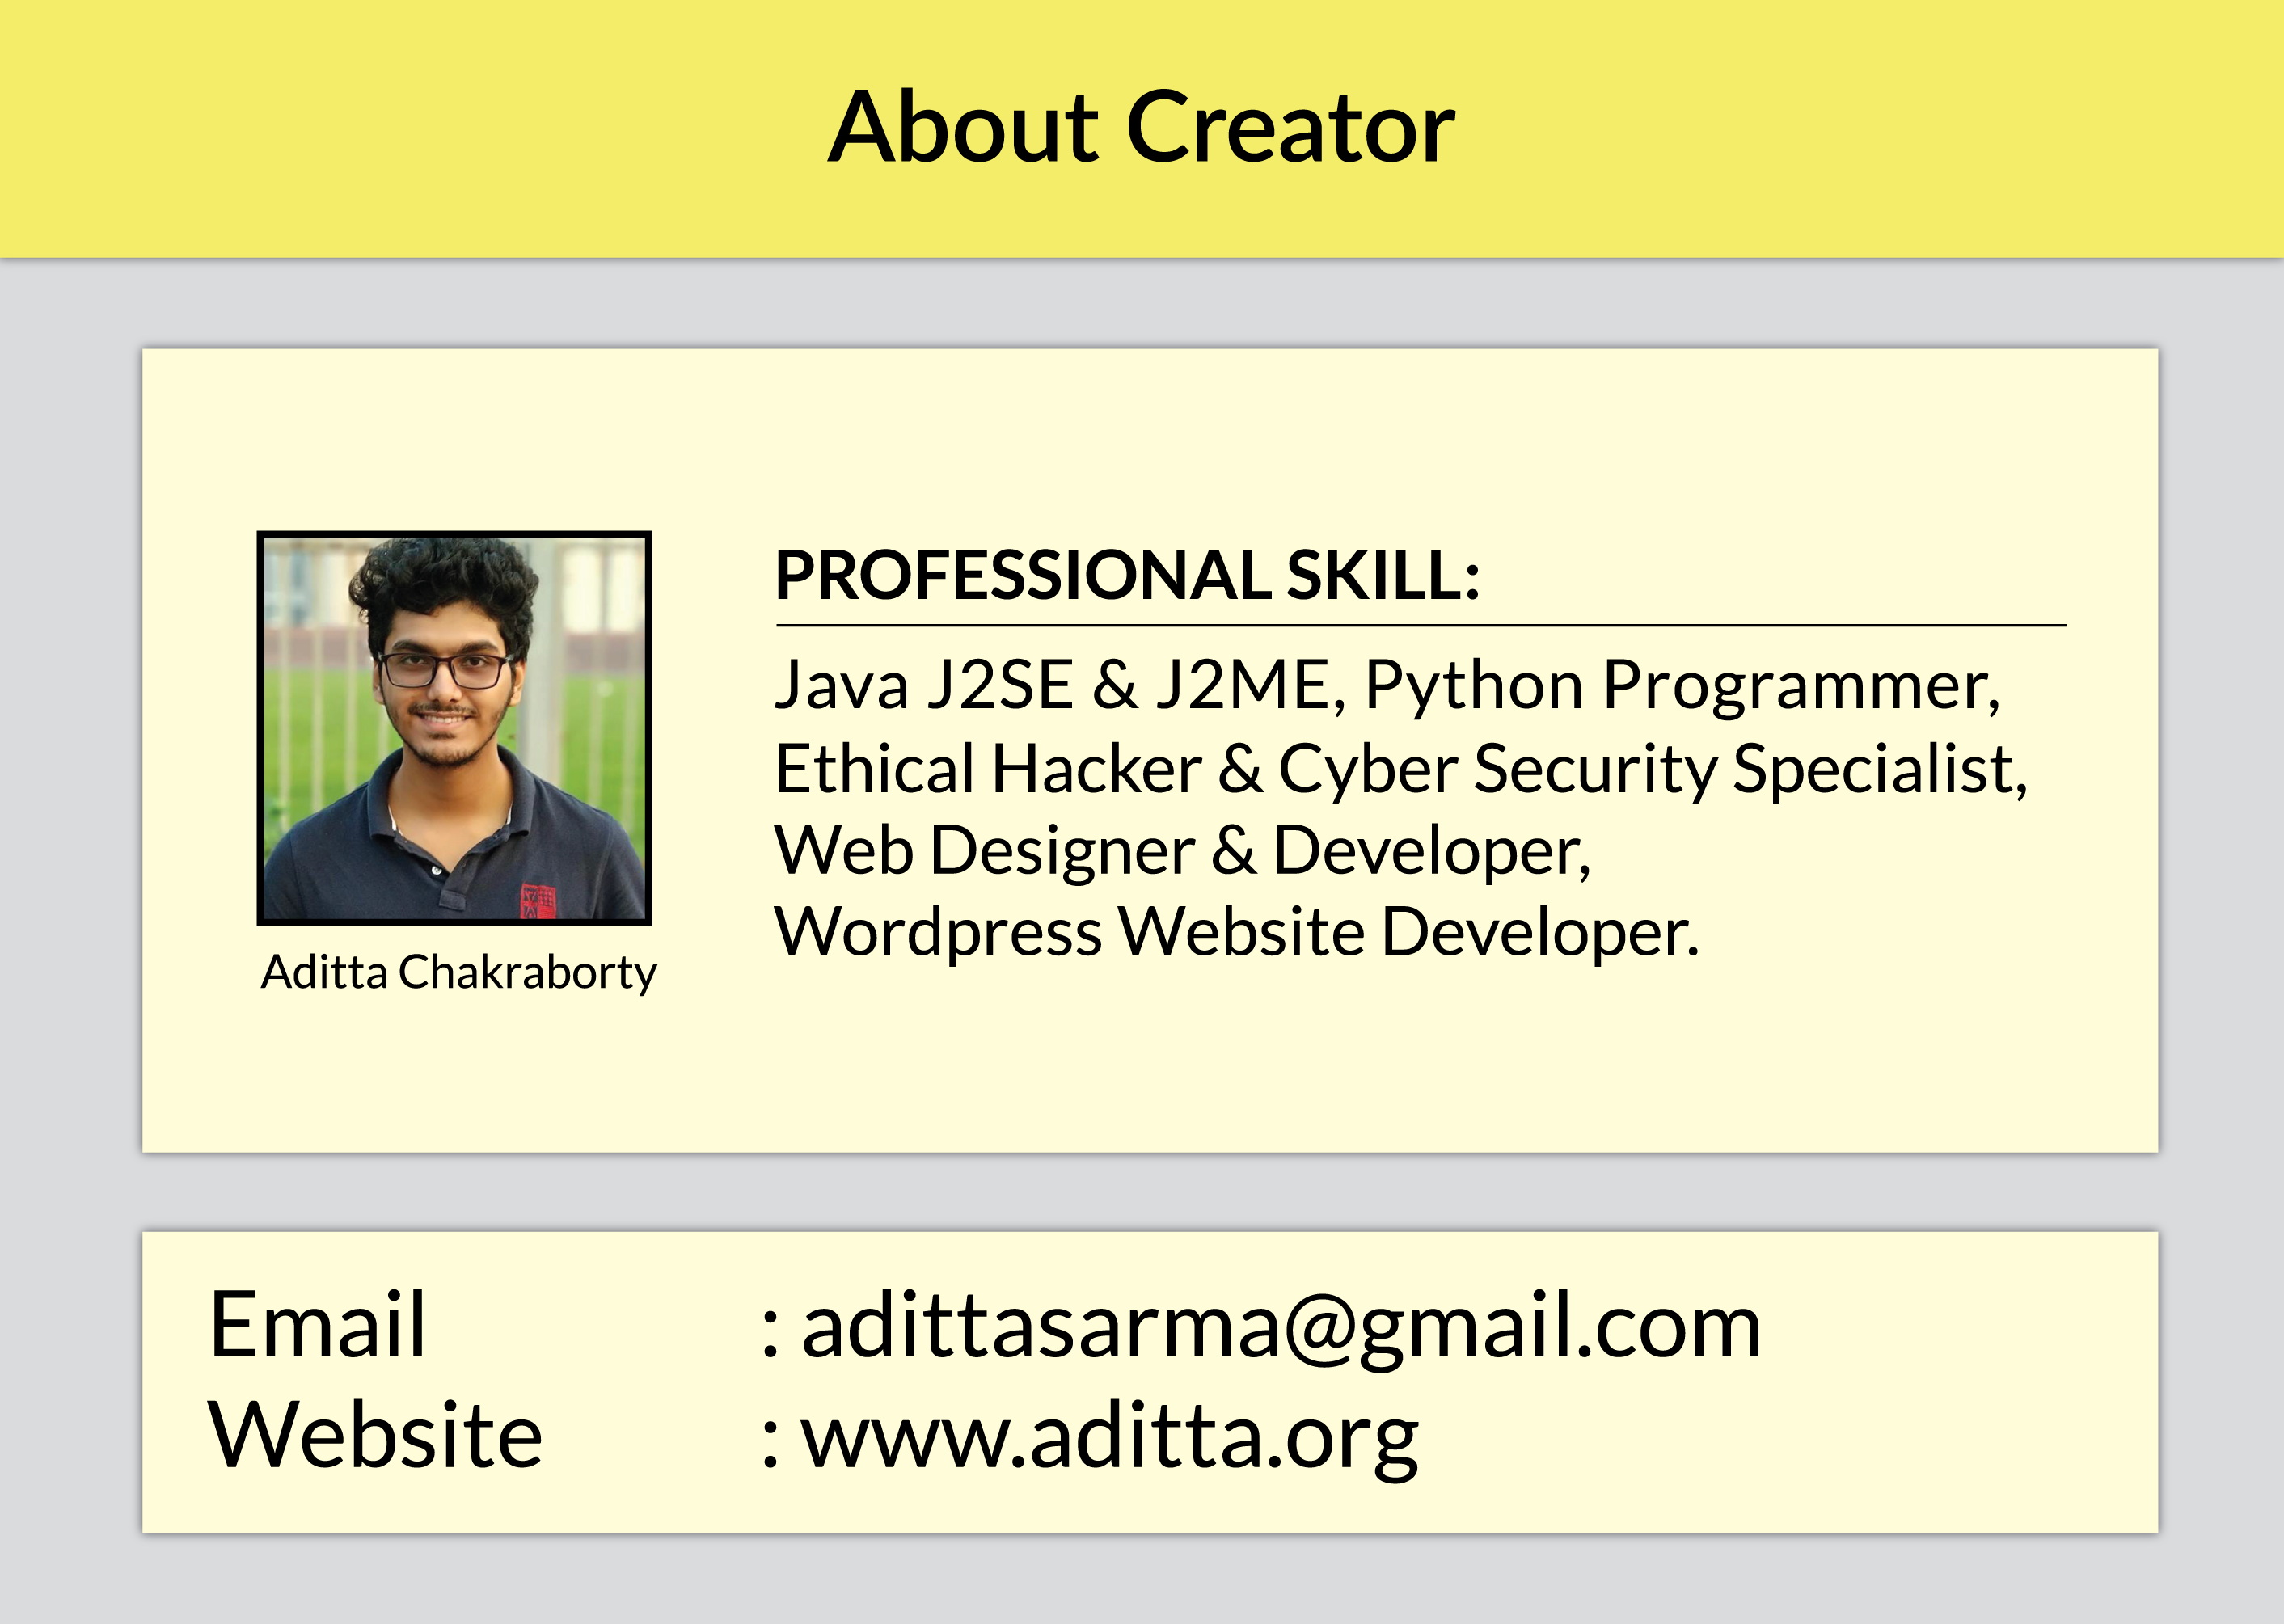 About Creator
PROFESSIONAL SKILL:
Java J2SE & J2ME, Python Programmer,
Ethical Hacker & Cyber Security Specialist,
Web Designer & Developer,
Wordpress Website Developer.
Aditta Chakraborty
Email : adittasarma@gmail.com
Website : www.aditta.org